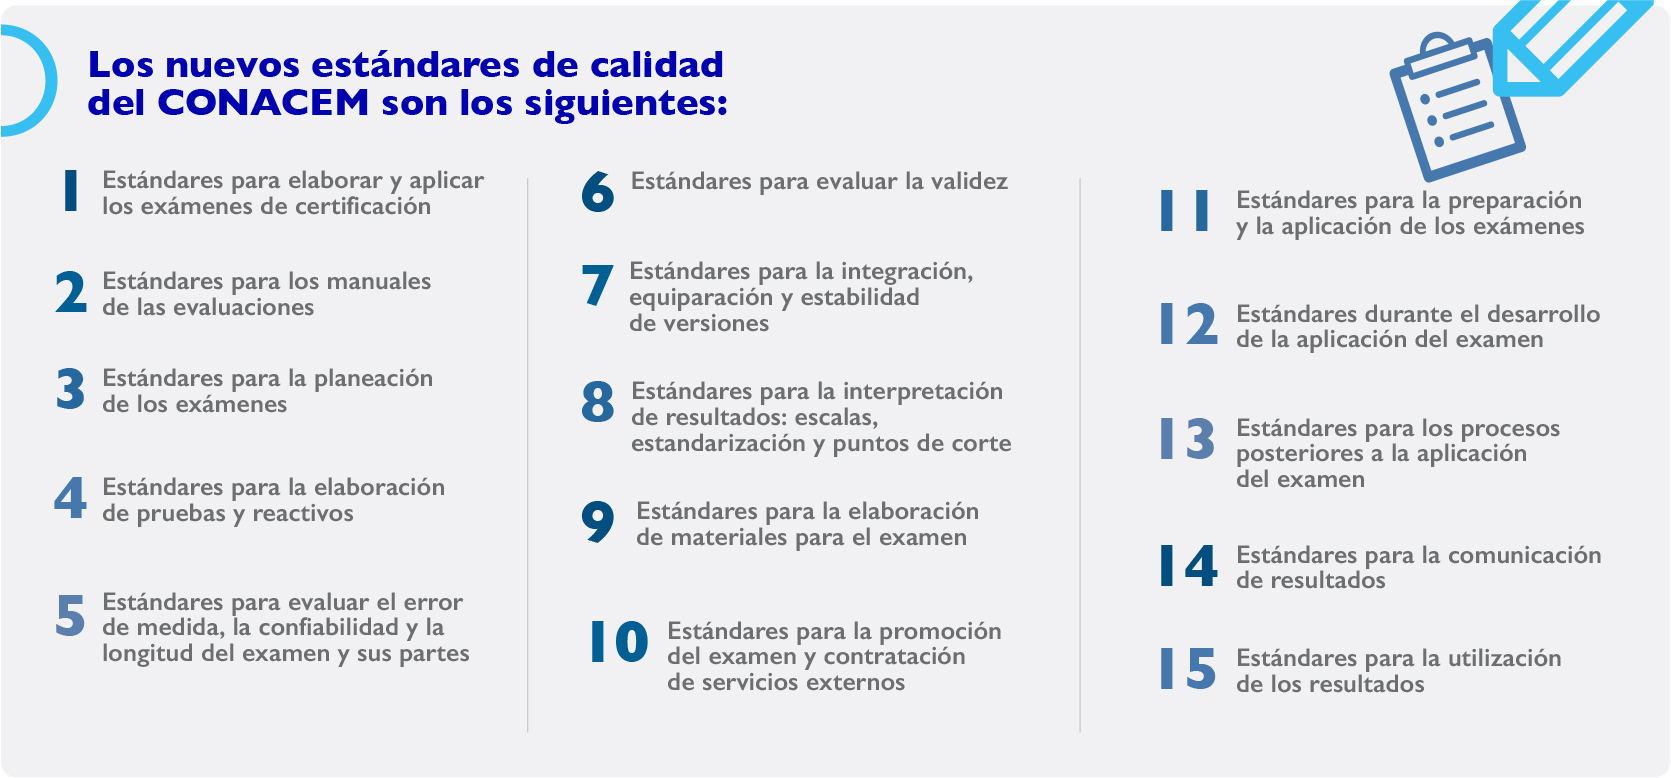 Los nuevos estándares de calidad
del CONACEM son los siguientes:
1 Estándares para elaborar y aplicar
los exámenes de certificación
2 Estándares para los manuales
de las evaluaciones
3 Estándares para la planeación
de los exámenes
4 Estándares para la elaboración
de pruebas y reactivos
5 Estándares para evaluar el error
de medida, la confiabilidad y la
longitud del examen y sus partes
6 Estándares para evaluar la validez
7 Estándares para la integración,
equiparación y estabilidad
de versiones
8 Estándares para la interpretación
de resultados: escalas,
estandarización y puntos de corte
9 Estándares para la elaboración
de materiales para el examen
10 Estándares para la promoción
del examen y contratación
de servicios externos
11 Estándares para la preparación
y la aplicación de los exámenes
12 Estándares durante el desarrollo
de la aplicación del examen
13 Estándares para los procesos
posteriores a la aplicación
del examen
14 Estándares para la comunicación
de resultados
15 Estándares para la utilización
de los resultados